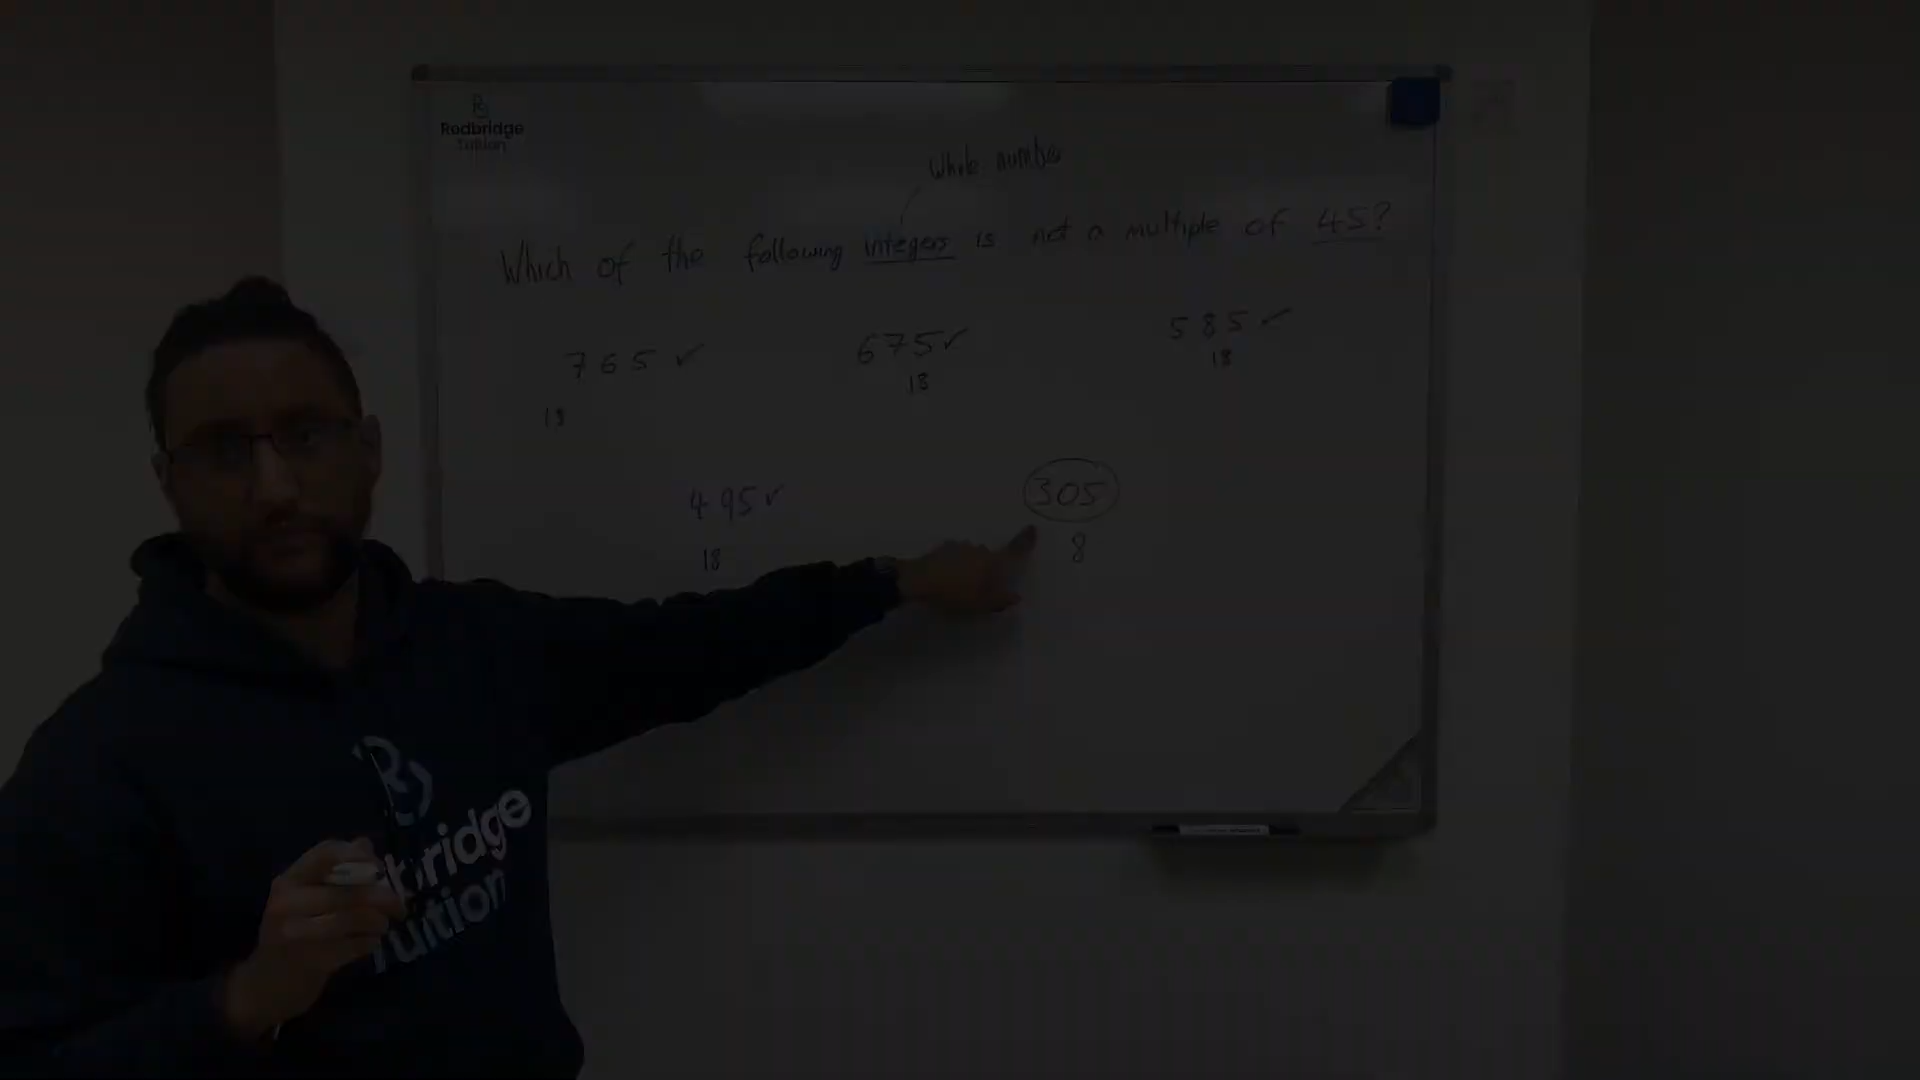 Redbridge
Tuition
Whole number
Which of the following integers is not a multiple of 45?
765 ✓
675 ✓
585 ✓
18
18
18
495 ✓
305
18
8
bridge
Tuition